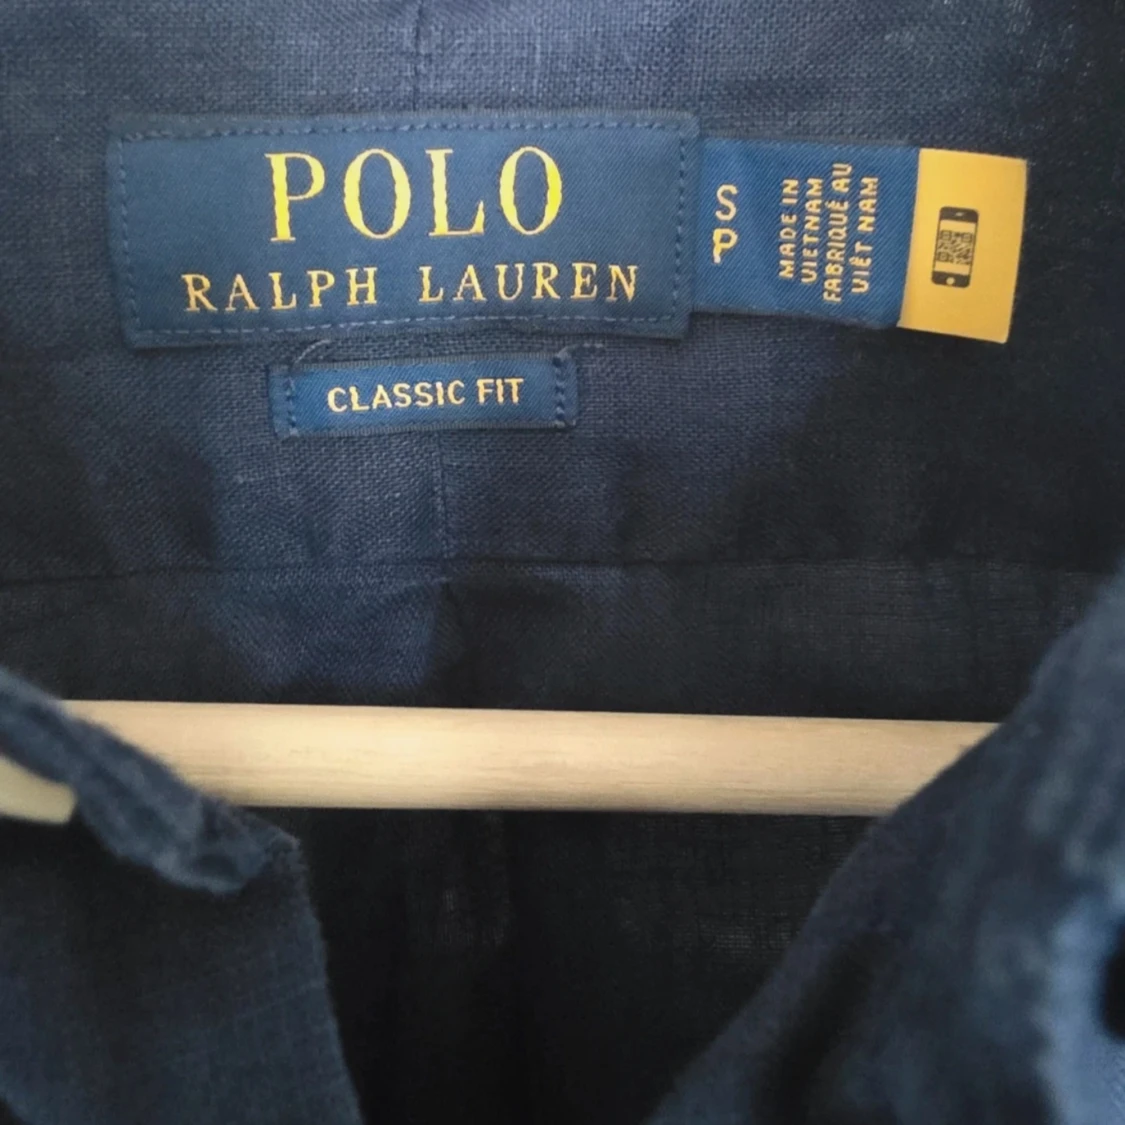 POLO
RALPH LAUREN
CLASSIC FIT
S
P
MADE IN
VIETNAM
FABRIQUÉ AU
VIÊT NAM